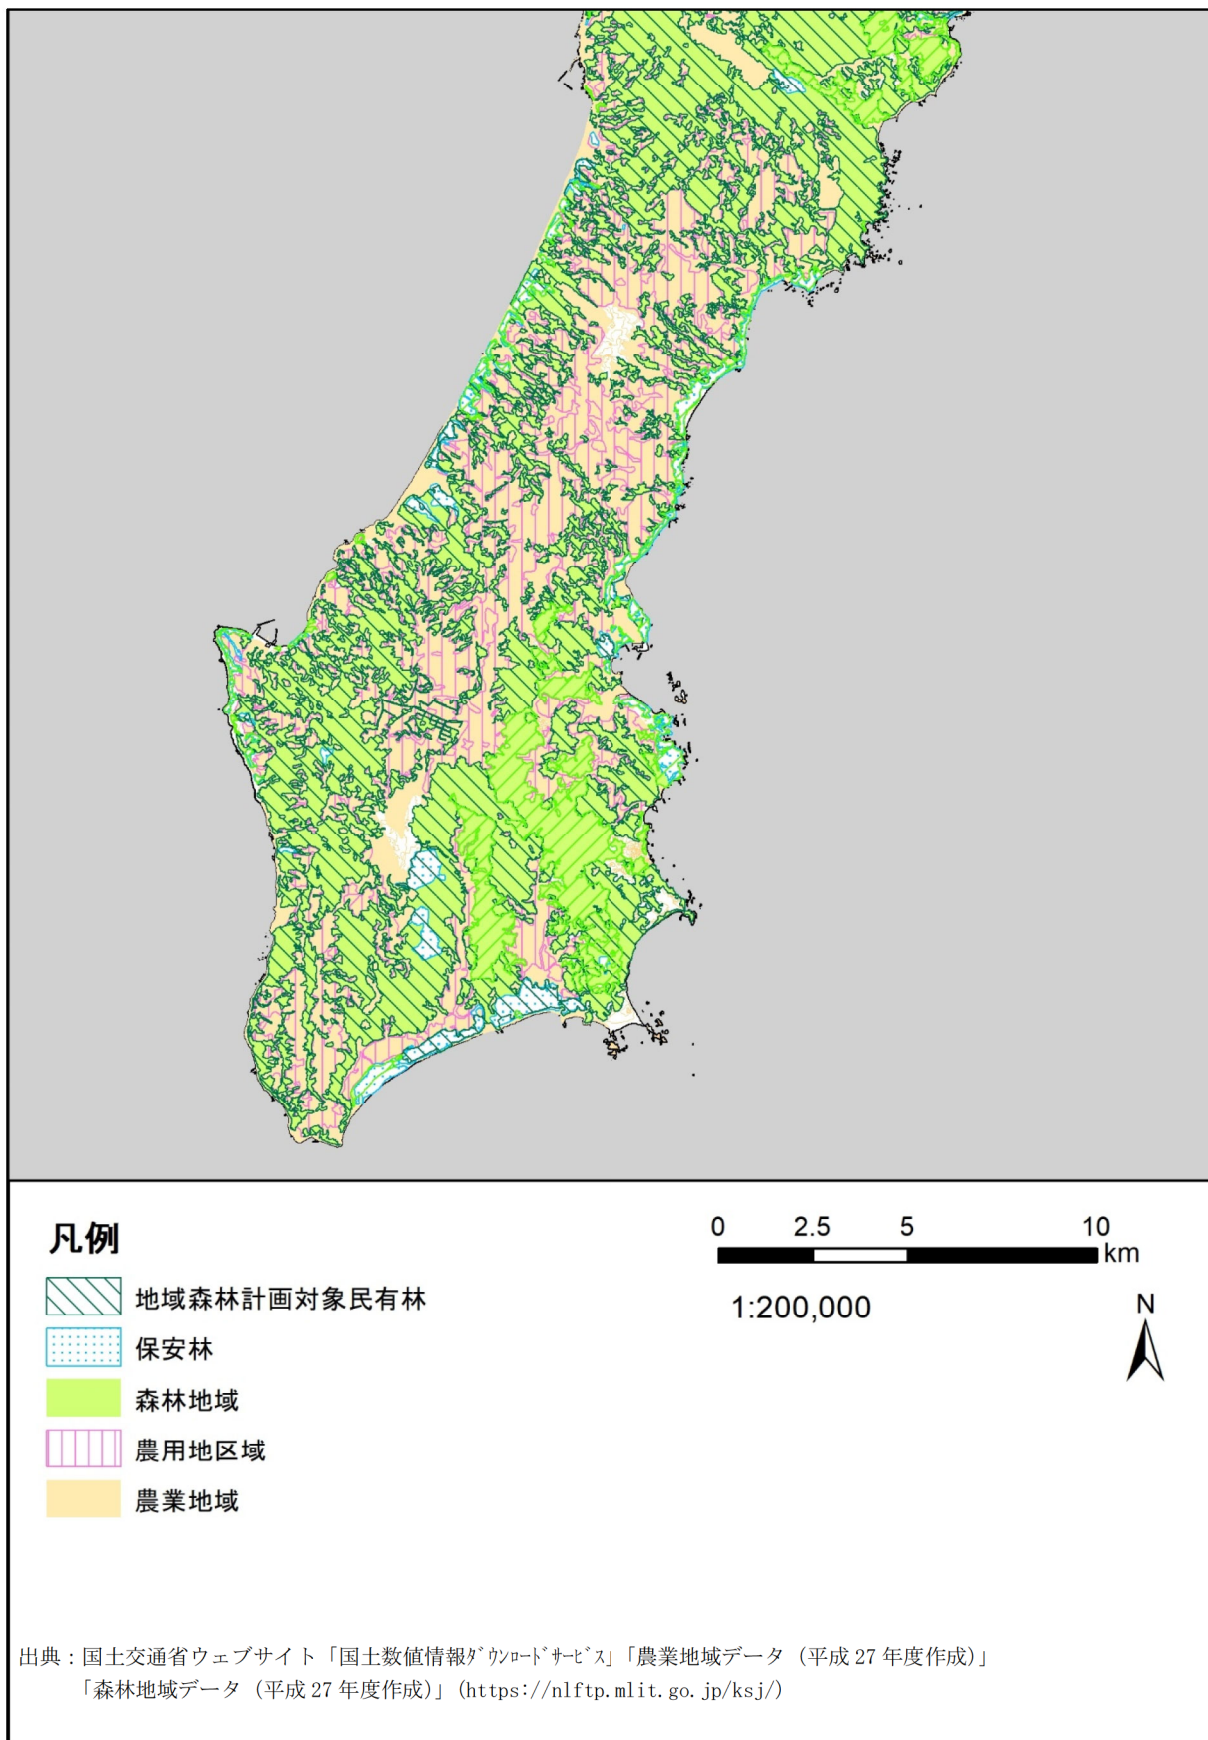 凡例
地域森林計画対象民有林
保安林
森林地域
農用地区域
農業地域
0 2.5 5 10
km
1:200,000
N
出典：国土交通省ウェブサイト「国土数値情報ﾀﾞｳﾝﾛｰﾄﾞｻｰﾋﾞｽ」「農業地域データ（平成 27 年度作成）」
「森林地域データ（平成 27 年度作成）」（https://nlftp.mlit.go.jp/ksj/）